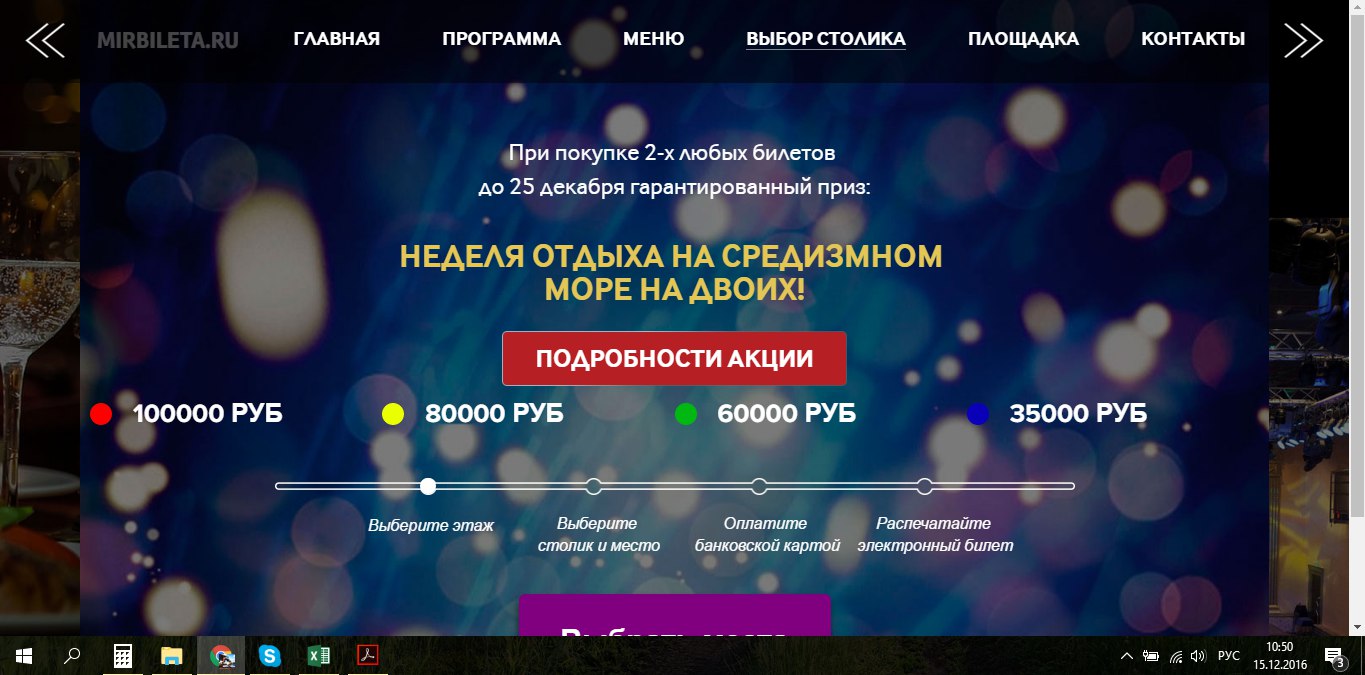 MIRBILETA.RU
ГЛАВНАЯ
ПРОГРАММА
МЕНЮ
ВЫБОР СТОЛИКА
ПЛОЩАДКА
КОНТАКТЫ
При покупке 2-х любых билетов
до 25 декабря гарантированный приз:
НЕДЕЛЯ ОТДЫХА НА СРЕДИЗМНОМ
МОРЕ НА ДВОИХ!
ПОДРОБНОСТИ АКЦИИ
100000 РУБ
80000 РУБ
60000 РУБ
35000 РУБ
Выберите этаж
Выберите
столик и место
Оплатите
банковской картой
Распечатайте
электронный билет
Выбрать место
РУС
10:50
15.12.2016
3